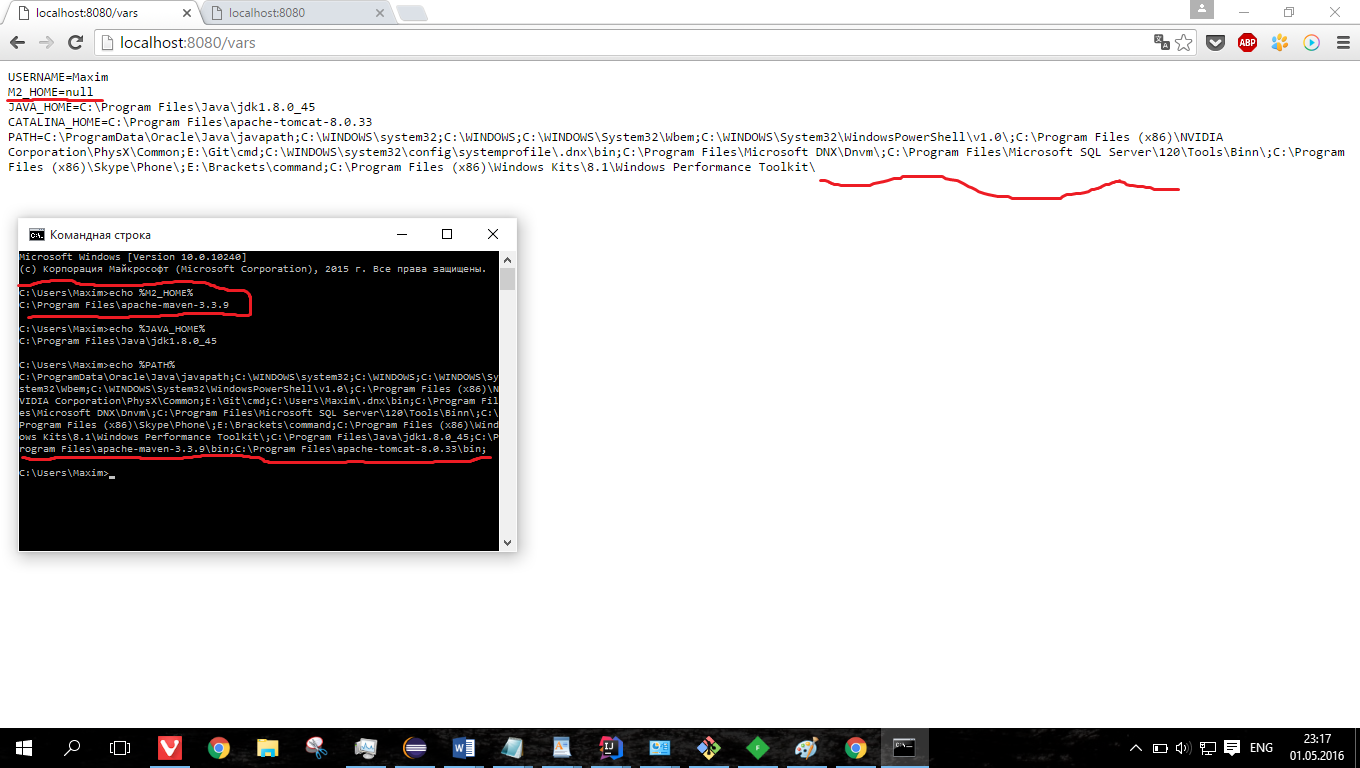 localhost:8080/vars
localhost:8080
localhost:8080/vars
ABP
USERNAME=Maxim
M2_HOME=null
JAVA_HOME=C:\Program Files\Java\jdk1.8.0_45
CATALINA_HOME=C:\Program Files\apache-tomcat-8.0.33
PATH=C:\ProgramData\Oracle\Java\javapath;C:\WINDOWS\system32;C:\WINDOWS;C:\WINDOWS\System32\Wbem;C:\WINDOWS\System32\WindowsPowerShell\v1.0\;C:\Program Files (x86)\NVIDIA
Corporation\PhysX\Common;E:\Git\cmd;C:\WINDOWS\system32\config\systemprofile\.dnx\bin;C:\Program Files\Microsoft DNX\Dnvm\;C:\Program Files\Microsoft SQL Server\120\Tools\Binn\;C:\Program
Files (x86)\Skype\Phone\;E:\Brackets\command;C:\Program Files (x86)\Windows Kits\8.1\Windows Performance Toolkit\
Командная строка
Microsoft Windows [Version 10.0.10240]
(c) Корпорация Майкрософт (Microsoft Corporation), 2015 г. Все права защищены.
C:\Users\Maxim>echo %M2_HOME%
C:\Program Files\apache-maven-3.3.9
C:\Users\Maxim>echo %JAVA_HOME%
C:\Program Files\Java\jdk1.8.0_45
C:\Users\Maxim>echo %PATH%
C:\ProgramData\Oracle\Java\javapath;C:\WINDOWS\system32;C:\WINDOWS;C:\WINDOWS\Sy
stem32\Wbem;C:\WINDOWS\System32\WindowsPowerShell\v1.0\;C:\Program Files (x86)\N
VIDIA Corporation\PhysX\Common;E:\Git\cmd;C:\Users\Maxim\.dnx\bin;C:\Program Fil
es\Microsoft DNX\Dnvm\;C:\Program Files\Microsoft SQL Server\120\Tools\Binn\;C:\
Program Files (x86)\Skype\Phone\;E:\Brackets\command;C:\Program Files (x86)\Wind
ows Kits\8.1\Windows Performance Toolkit\;C:\Program Files\Java\jdk1.8.0_45;C:\P
rogram Files\apache-maven-3.3.9\bin;C:\Program Files\apache-tomcat-8.0.33\bin;
C:\Users\Maxim>_
ENG
23:17
01.05.2016